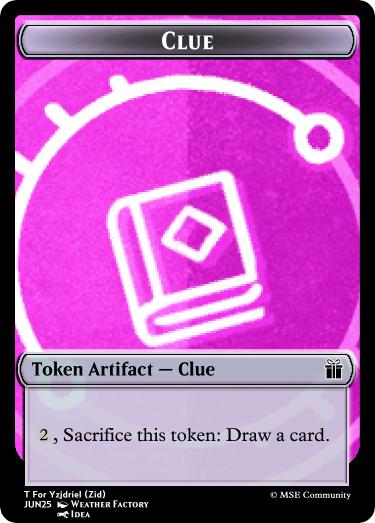 Clue
Token Artifact — Clue
2, Sacrifice this token: Draw a card.
T For Yzjdriel (Zid)
JUN25 Weather Factory
Idea
© MSE Community